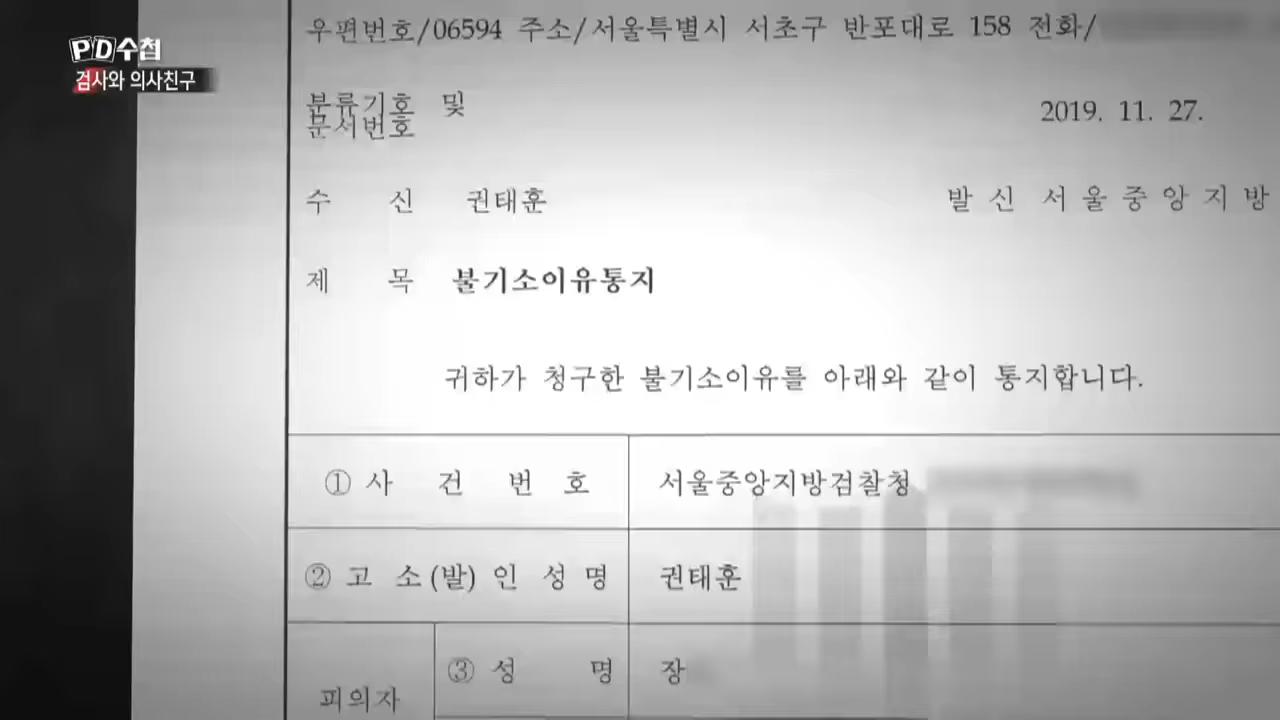 PD수첩
검사와 의사친구
우편번호/06594 주소/서울특별시 서초구 반포대로 158 전화/
분류기호 및
문서번호
2019. 11. 27.
수 신 권태훈
발 신 서 울 중 앙 지 방
제 목 불기소이유통지
귀하가 청구한 불기소이유를 아래와 같이 통지합니다.
① 사 건 번 호 서울중앙지방검찰청
② 고 소(발) 인 성 명 권태훈
피의자 ③ 성 명 장